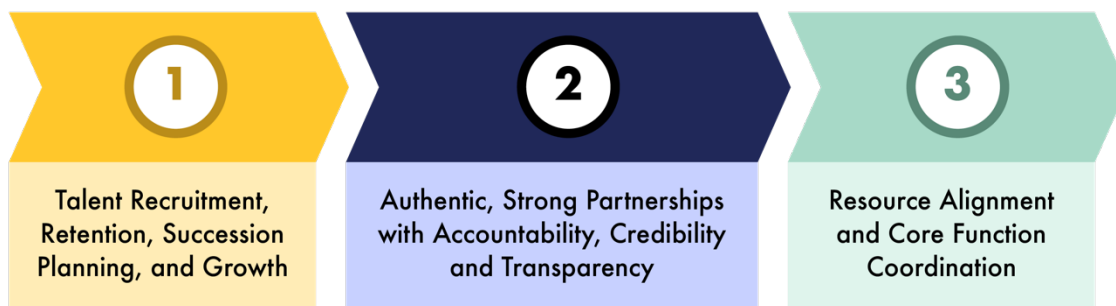 1
Talent Recruitment,
Retention, Succession
Planning, and Growth
2
Authentic, Strong Partnerships
with Accountability, Credibility
and Transparency
3
Resource Alignment
and Core Function
Coordination